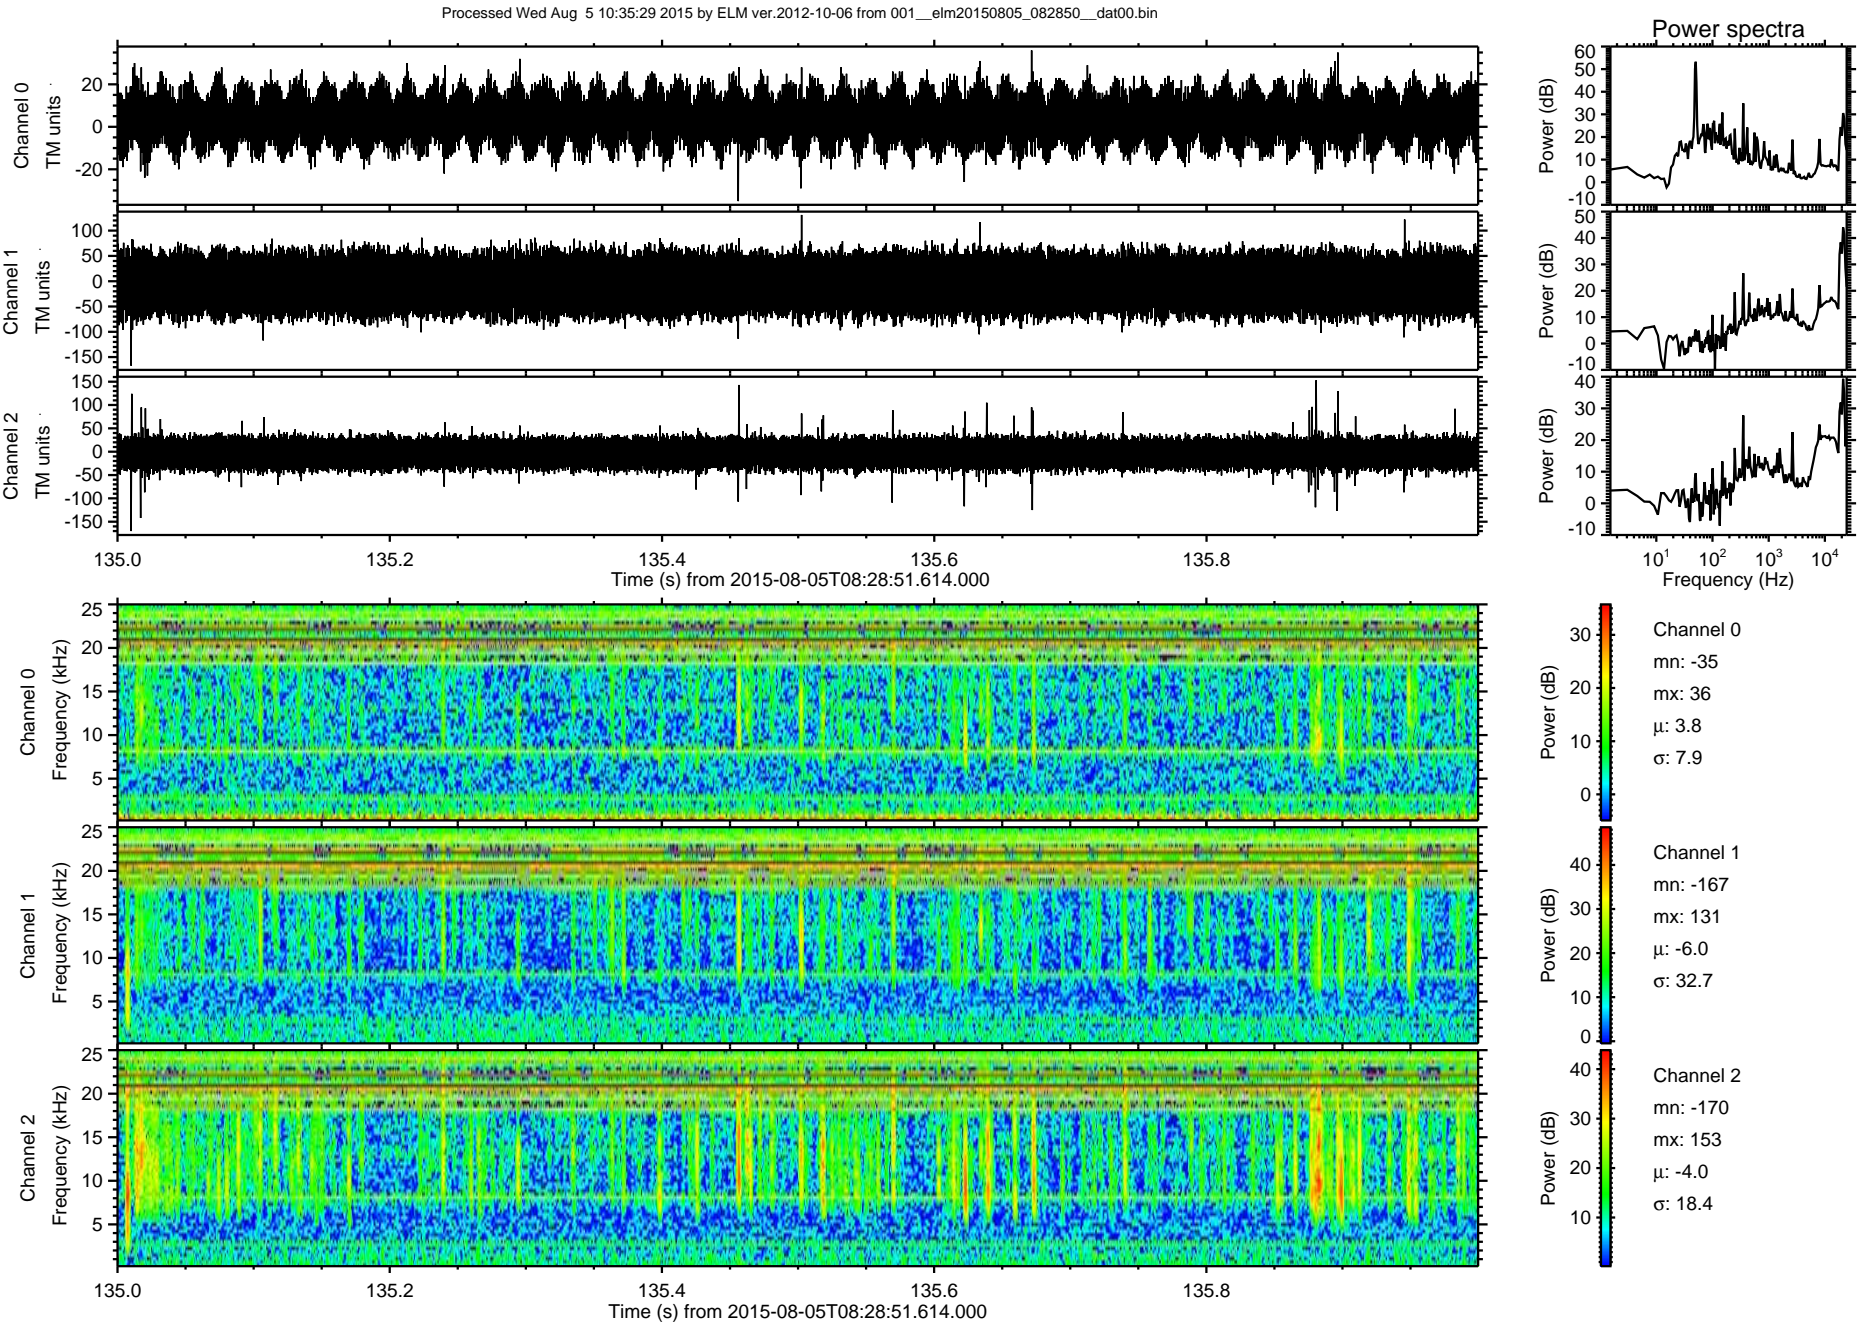 Processed Wed Aug  5 10:35:29 2015 by ELM ver.2012-10-06 from 001__elm20150805_082850__dat00.bin
Power spectra
Channel 0
TM units
20
0
-20
Power (dB)
60
50
40
30
20
10
0
-10
Channel 1
TM units
100
50
0
-50
-100
-150
Power (dB)
50
40
30
20
10
0
-10
Channel 2
TM units
150
100
50
0
-50
-100
-150
Power (dB)
40
30
20
10
0
-10
135.0 135.2 135.4 135.6 135.8
Time (s) from 2015-08-05T08:28:51.614.000
10¹ 10² 10³ 10⁴
Frequency (Hz)
Channel 0
Frequency (kHz)
25
20
15
10
5
Power (dB)
30
20
10
0
Channel 0
mn: -35
mx: 36
μ: 3.8
σ: 7.9
Channel 1
Frequency (kHz)
25
20
15
10
5
Power (dB)
40
30
20
10
0
Channel 1
mn: -167
mx: 131
μ: -6.0
σ: 32.7
Channel 2
Frequency (kHz)
25
20
15
10
5
Power (dB)
40
30
20
10
Channel 2
mn: -170
mx: 153
μ: -4.0
σ: 18.4
135.0 135.2 135.4 135.6 135.8
Time (s) from 2015-08-05T08:28:51.614.000